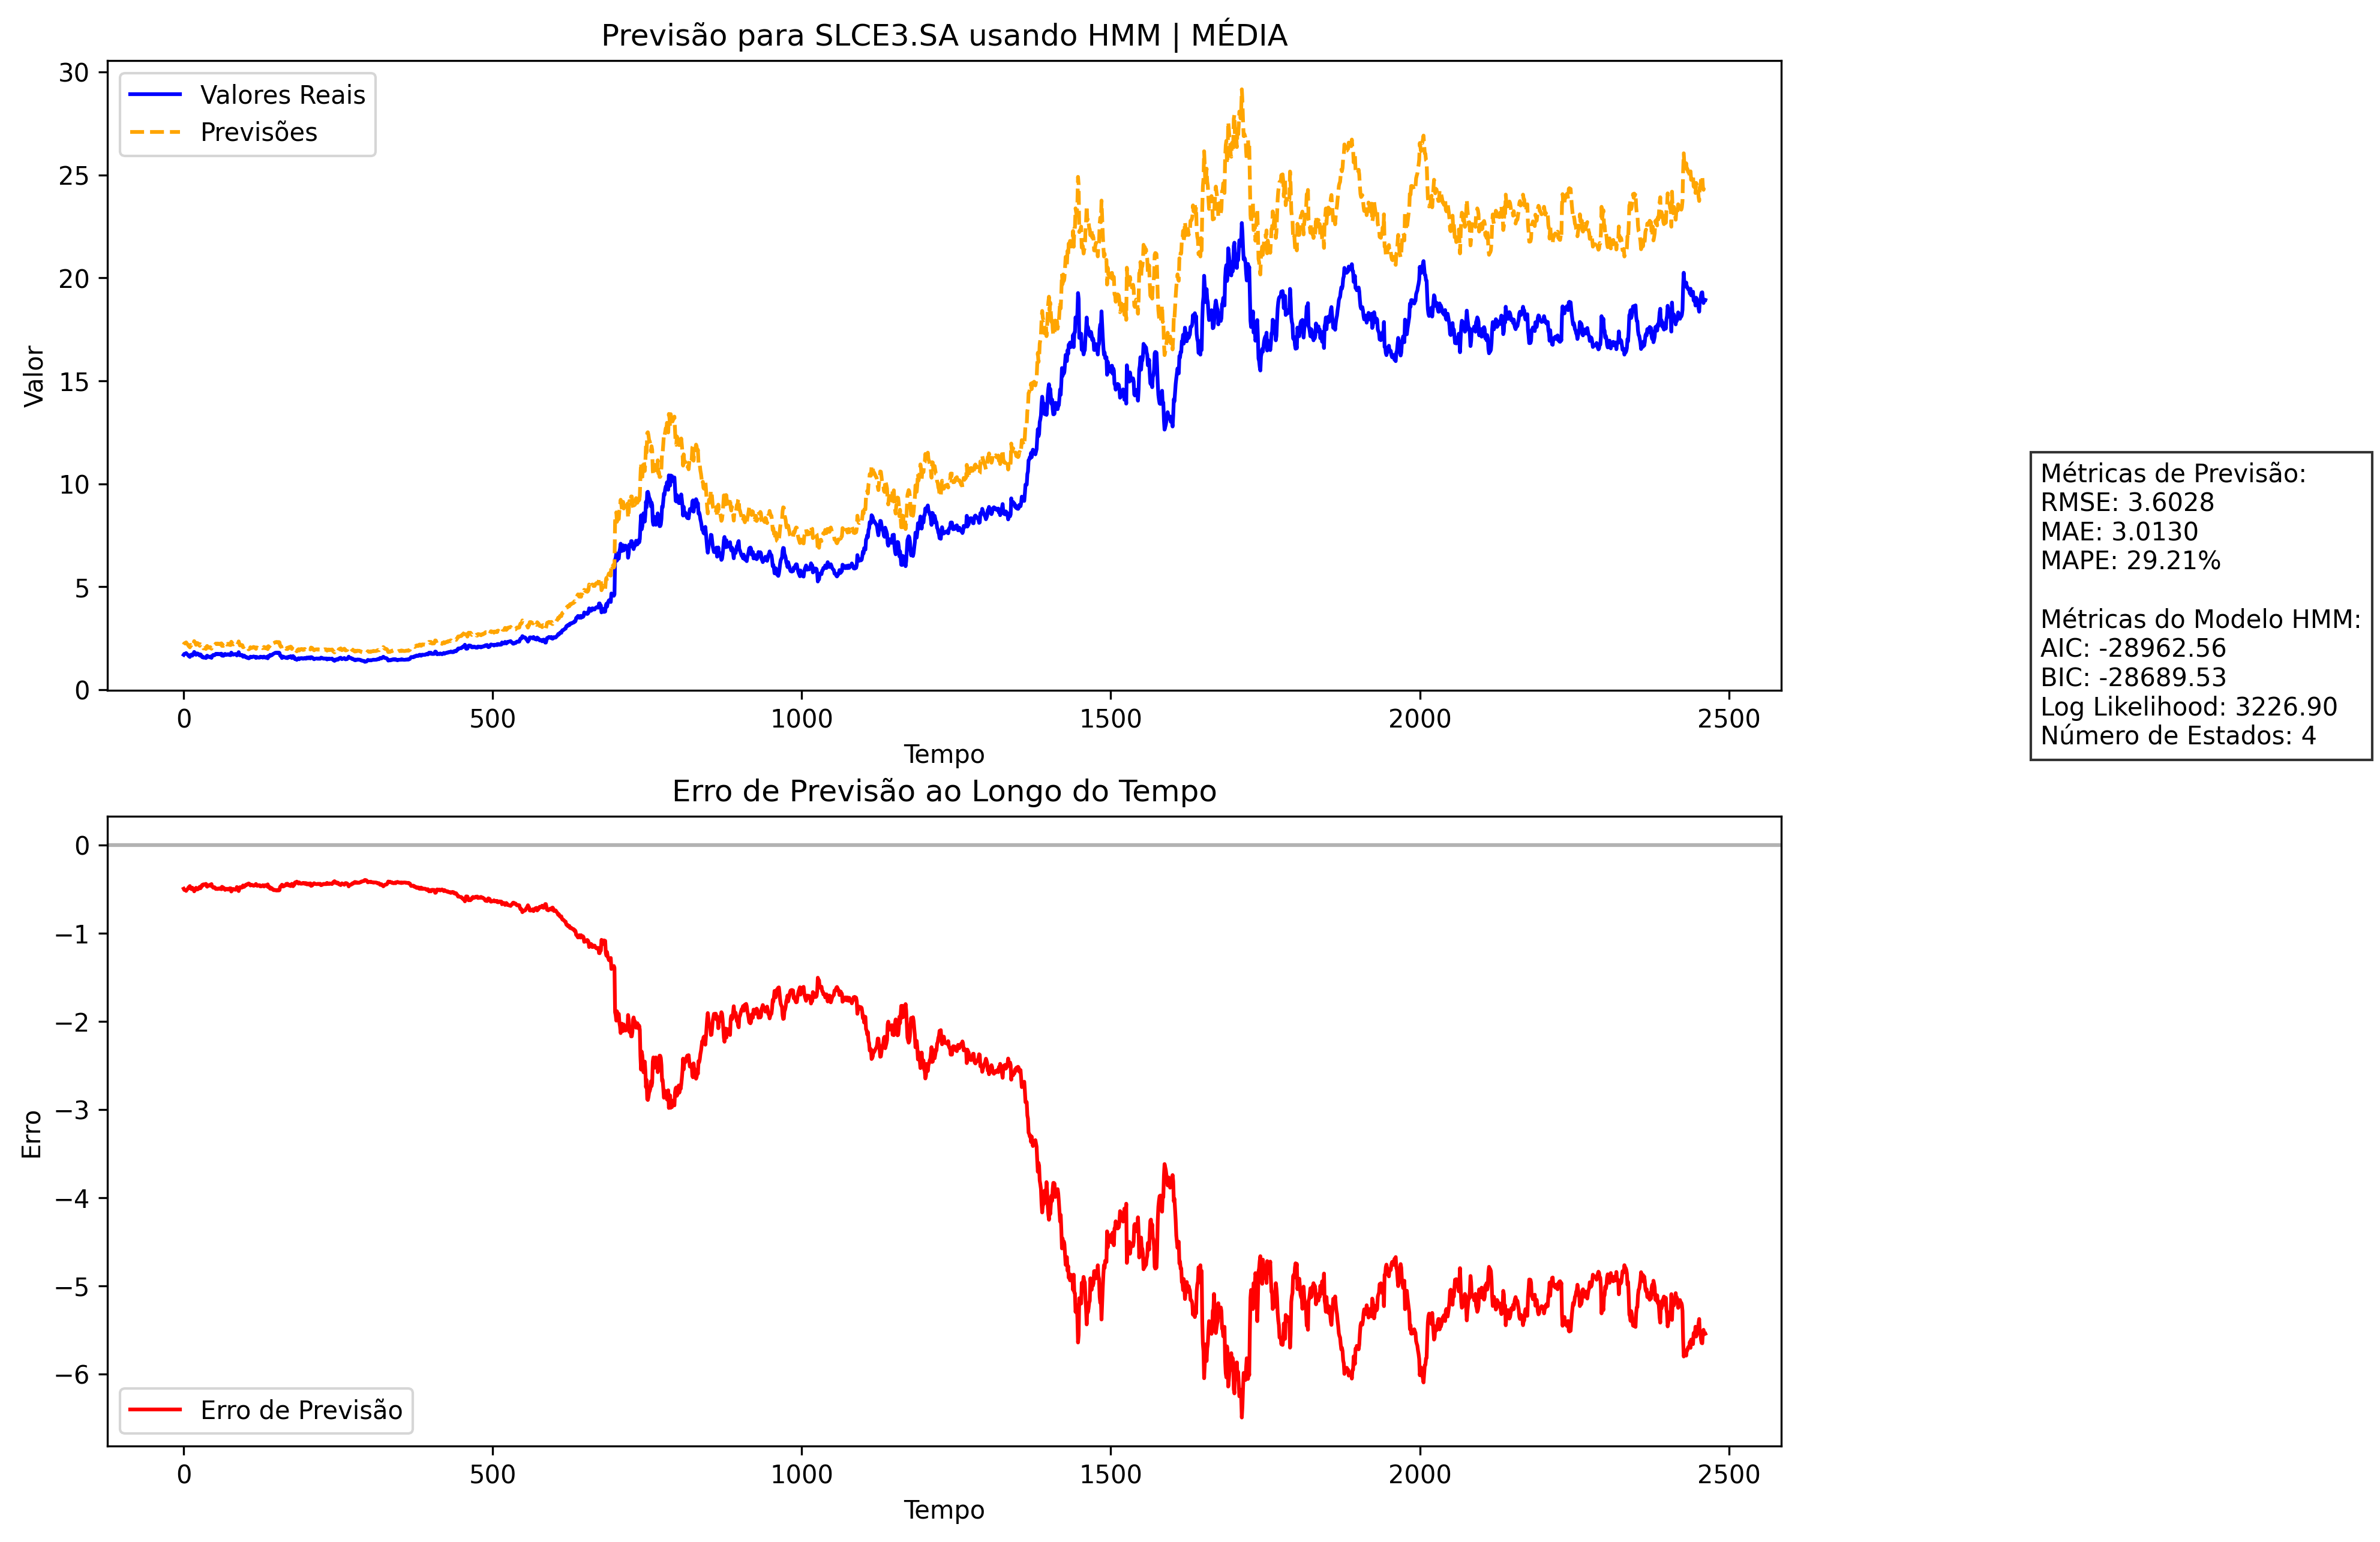 Previsão para SLCE3.SA usando HMM | MÉDIA
Valores Reais
Previsões
30
25
20
15
10
5
0
Valor
0 500 1000 1500 2000 2500
Tempo
Métricas de Previsão:
RMSE: 3.6028
MAE: 3.0130
MAPE: 29.21%
Métricas do Modelo HMM:
AIC: -28962.56
BIC: -28689.53
Log Likelihood: 3226.90
Número de Estados: 4
Erro de Previsão ao Longo do Tempo
0
−1
−2
−3
−4
−5
−6
Erro
Erro de Previsão
0 500 1000 1500 2000 2500
Tempo